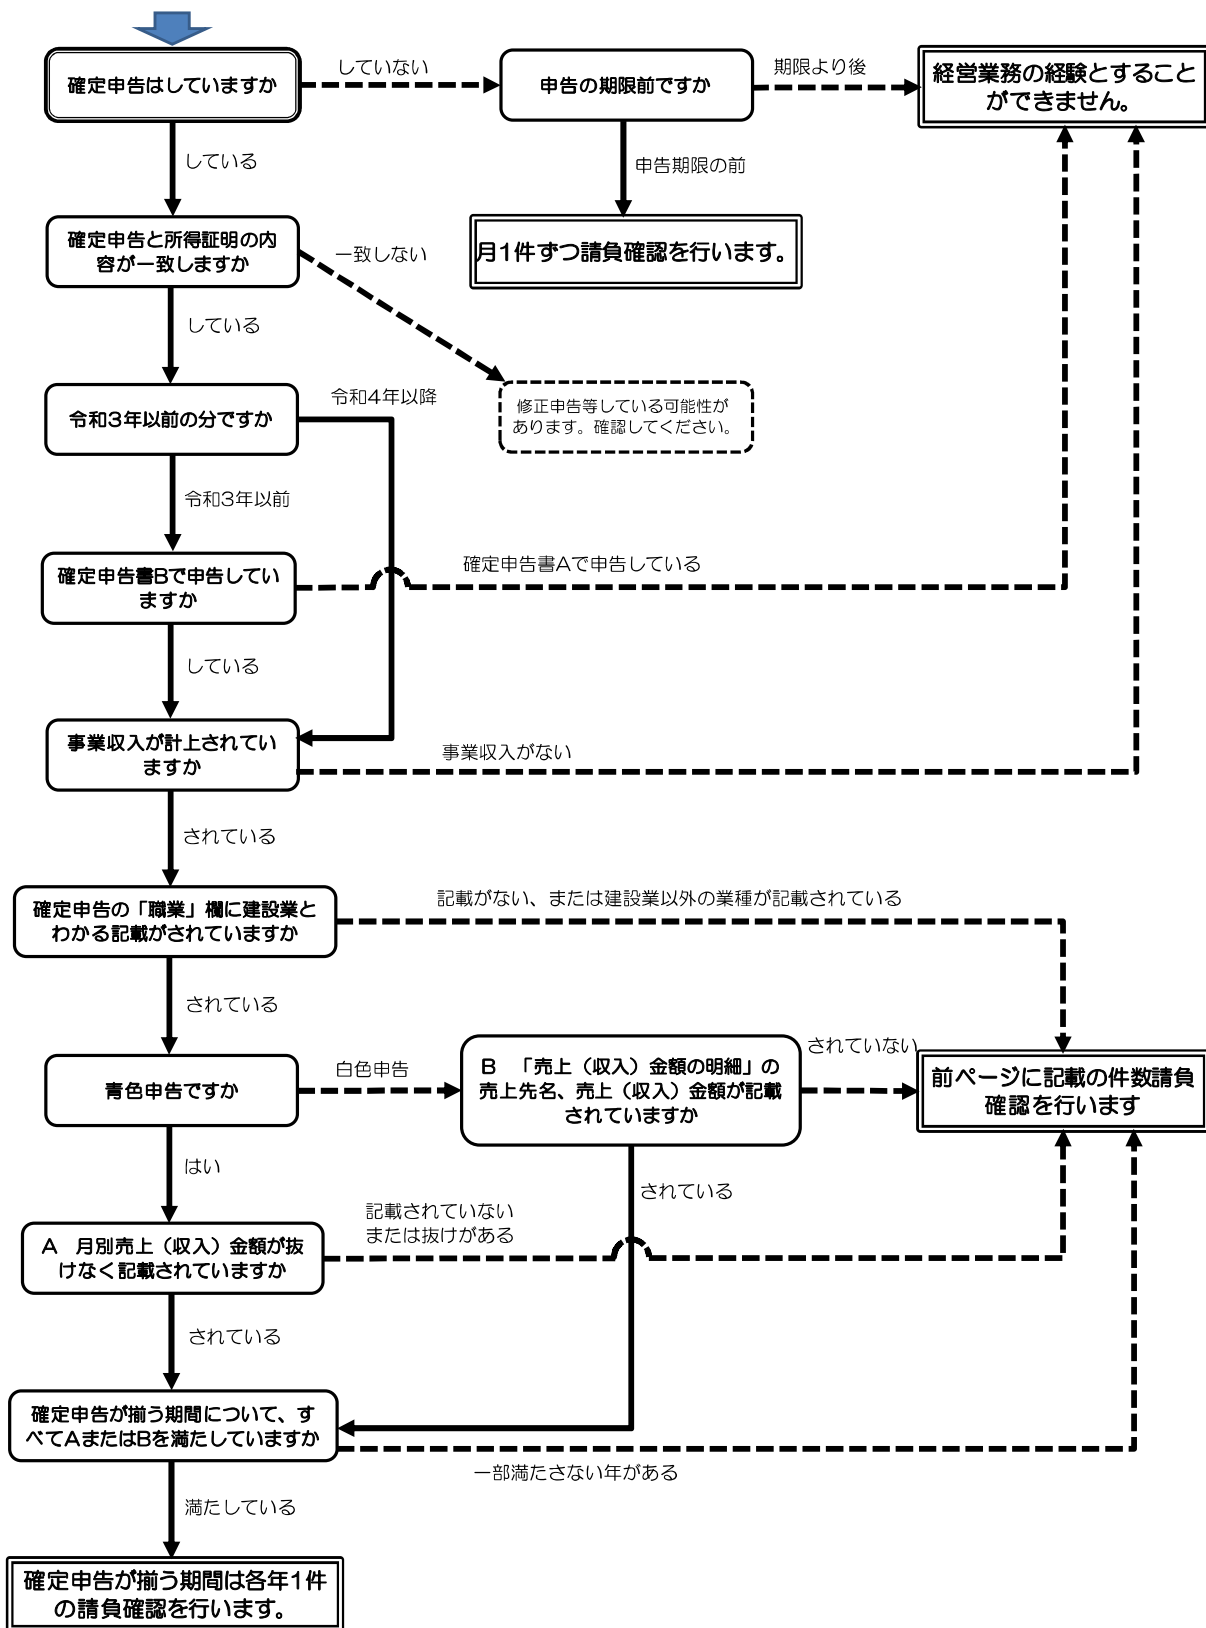 確定申告はしていますか
していない
申告の期限前ですか
期限より後
経営業務の経験とすること
ができません。
している
申告期限の前
確定申告と所得証明の内
容が一致しますか
一致しない
月1件ずつ請負確認を行います。
している
令和3年以前の分ですか
令和4年以降
修正申告等している可能性が
あります。確認してください。
令和3年以前
確定申告書Bで申告してい
ますか
確定申告書Aで申告している
している
事業収入が計上されてい
ますか
事業収入がない
されている
確定申告の「職業」欄に建設業と
わかる記載がされていますか
記載がない、または建設業以外の業種が記載されている
されている
青色申告ですか
白色申告
B 「売上(収入)金額の明細」の
売上先名、売上(収入)金額が記載
されていますか
されていない
前ページに記載の件数請負
確認を行います
はい
されている
A 月別売上(収入)金額が抜
けなく記載されていますか
記載されていない
または抜けがある
されている
確定申告が揃う期間について、す
べてAまたはBを満たしていますか
一部満たさない年がある
満たしている
確定申告が揃う期間は各年1件
の請負確認を行います。